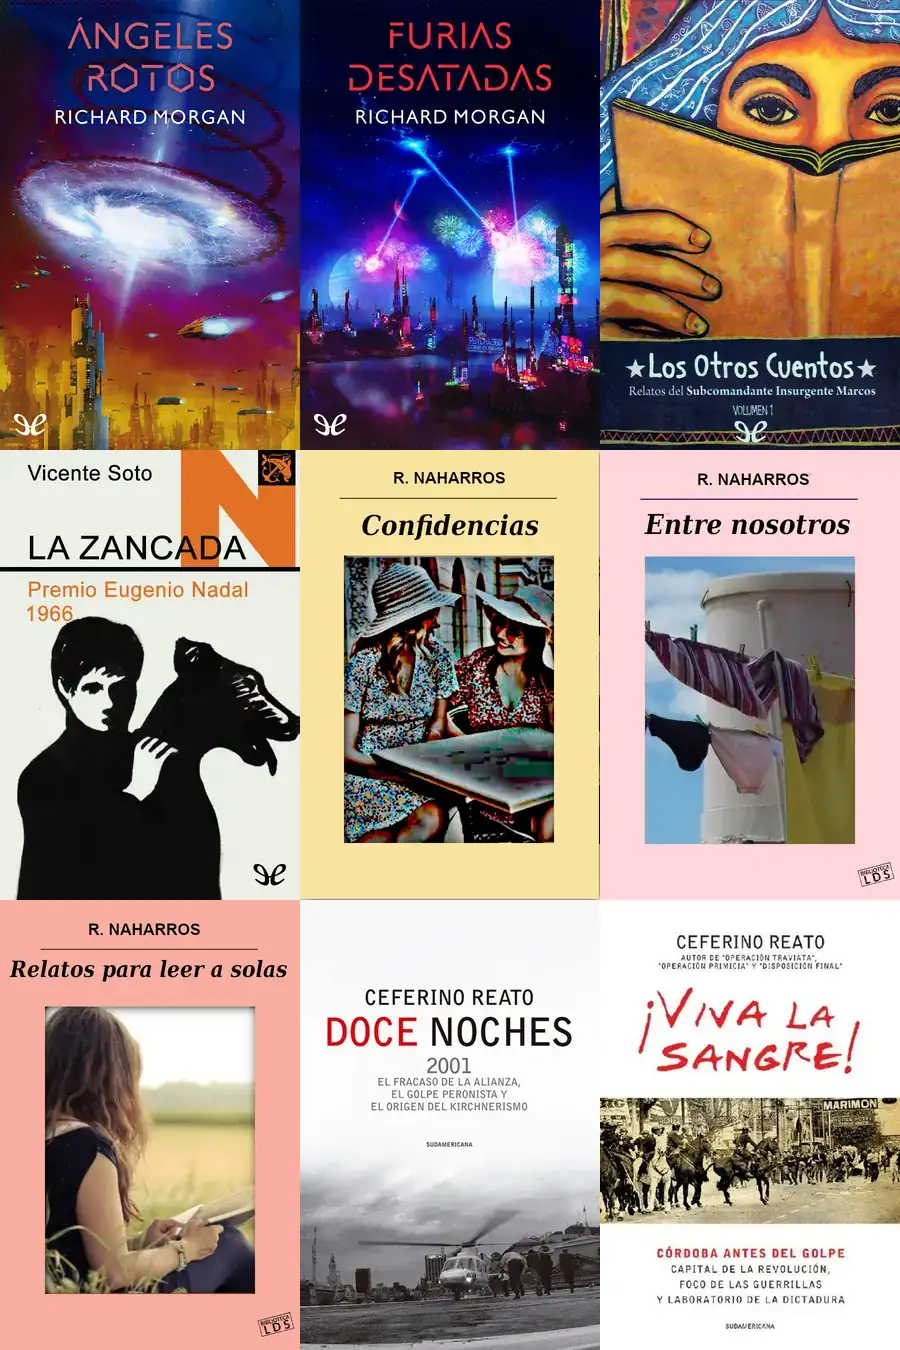 ÁNGELES
ROTOS
RICHARD MORGAN
FURIAS
DESATADAS
RICHARD MORGAN
★Los Otros Cuentos★
Relatos del Subcomandante Insurgente Marcos
VOLUMEN 1
Vicente Soto
N
LA ZANCADA
Premio Eugenio Nadal
1966
R. NAHARROS
Confidencias
R. NAHARROS
Entre nosotros
BIBLIOTECA
LDS
R. NAHARROS
Relatos para leer a solas
BIBLIOTECA
LDS
CEFERINO REATO
DOCE NOCHES
2001
EL FRACASO DE LA ALIANZA,
EL GOLPE PERONISTA Y
EL ORIGEN DEL KIRCHNERISMO
SUDAMERICANA
CEFERINO REATO
AUTOR DE "OPERACIÓN TRAVIATA",
"OPERACIÓN PRIMICIA" Y "DISPOSICIÓN FINAL"
¡VIVA LA
SANGRE!
MARIMON
CÓRDOBA ANTES DEL GOLPE
CAPITAL DE LA REVOLUCIÓN,
FOCO DE LAS GUERRILLAS
Y LABORATORIO DE LA DICTADURA
SUDAMERICANA